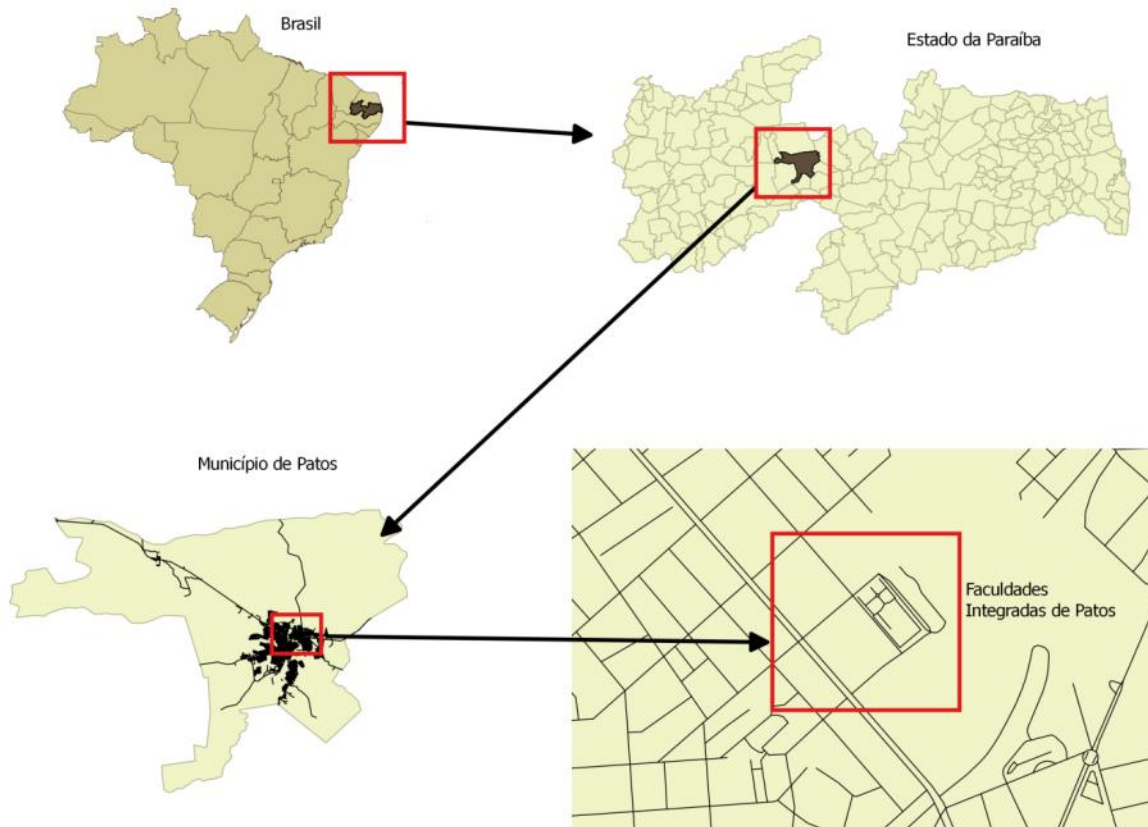 Brasil
Estado da Paraíba
Município de Patos
Faculdades
Integradas de Patos